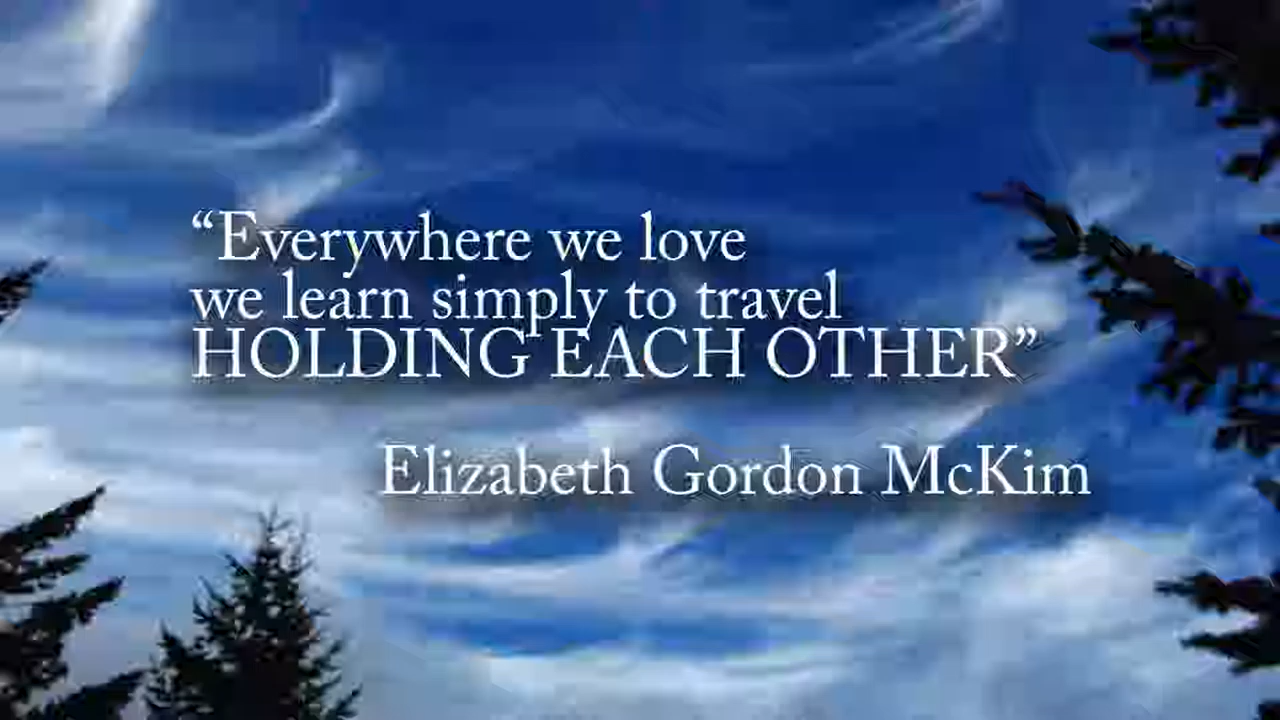 “Everywhere we love
we learn simply to travel
HOLDING EACH OTHER”
Elizabeth Gordon McKim